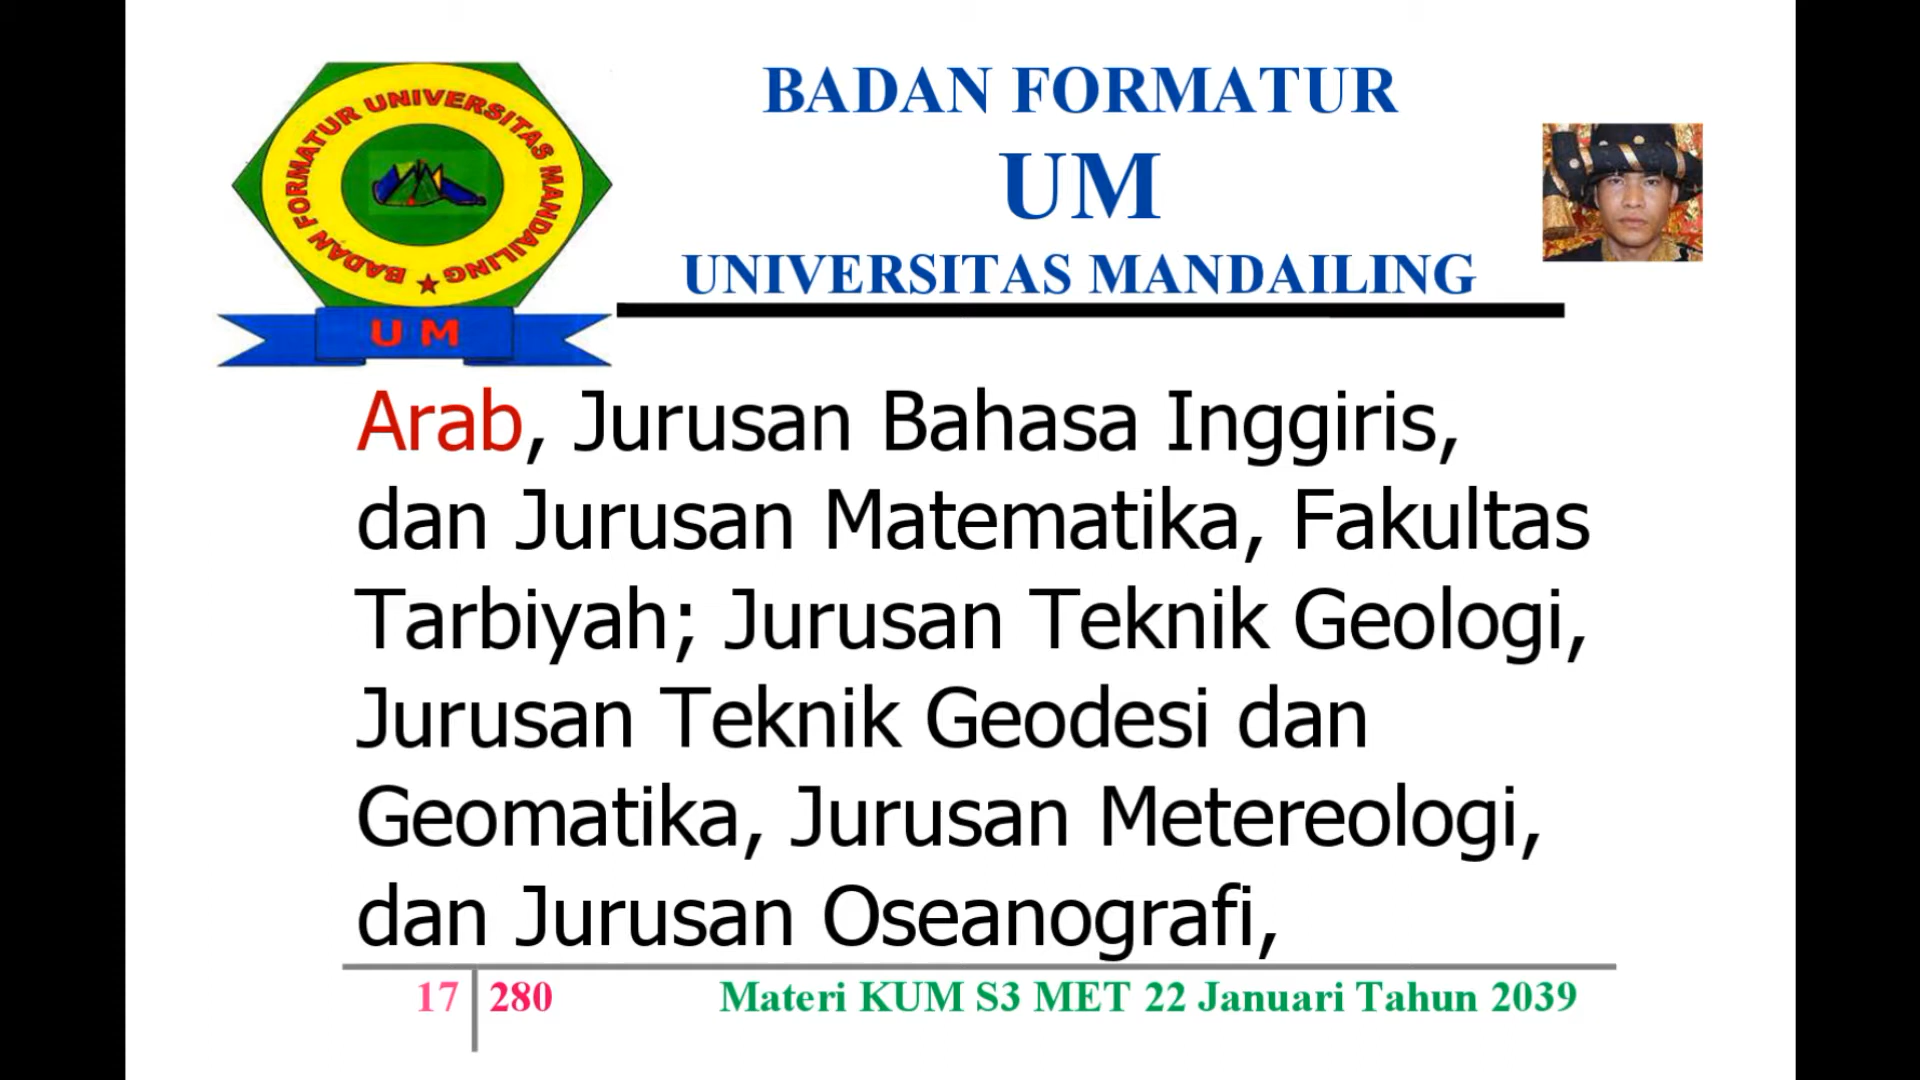 BADAN FORMATUR UNIVERSITAS MANDAILING
U M
BADAN FORMATUR
UM
UNIVERSITAS MANDAILING
Arab, Jurusan Bahasa Inggiris,
dan Jurusan Matematika, Fakultas
Tarbiyah; Jurusan Teknik Geologi,
Jurusan Teknik Geodesi dan
Geomatika, Jurusan Metereologi,
dan Jurusan Oseanografi,
17 280 Materi KUM S3 MET 22 Januari Tahun 2039